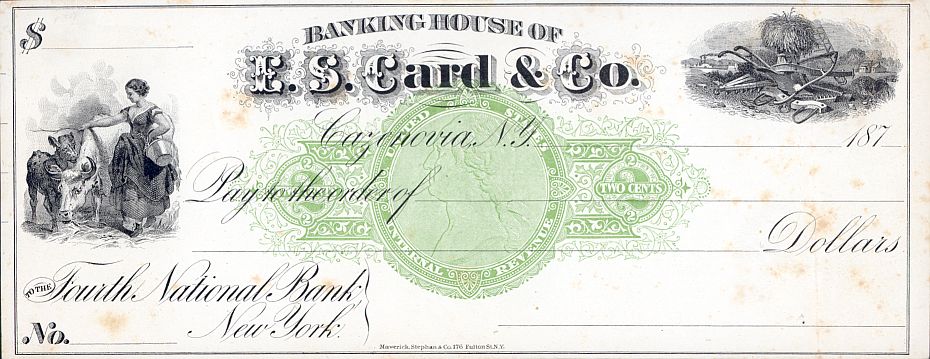 $
BANKING HOUSE OF
E. S. Card & Co.
Cazenovia, N.Y. 187
UNITED STATES
INTERNAL REVENUE
2 TWO CENTS
Pay to the order of
Dollars
TO THE Fourth National Bank,
New York.
No.
Maverick, Stephan & Co. 176 Fulton St. N.Y.